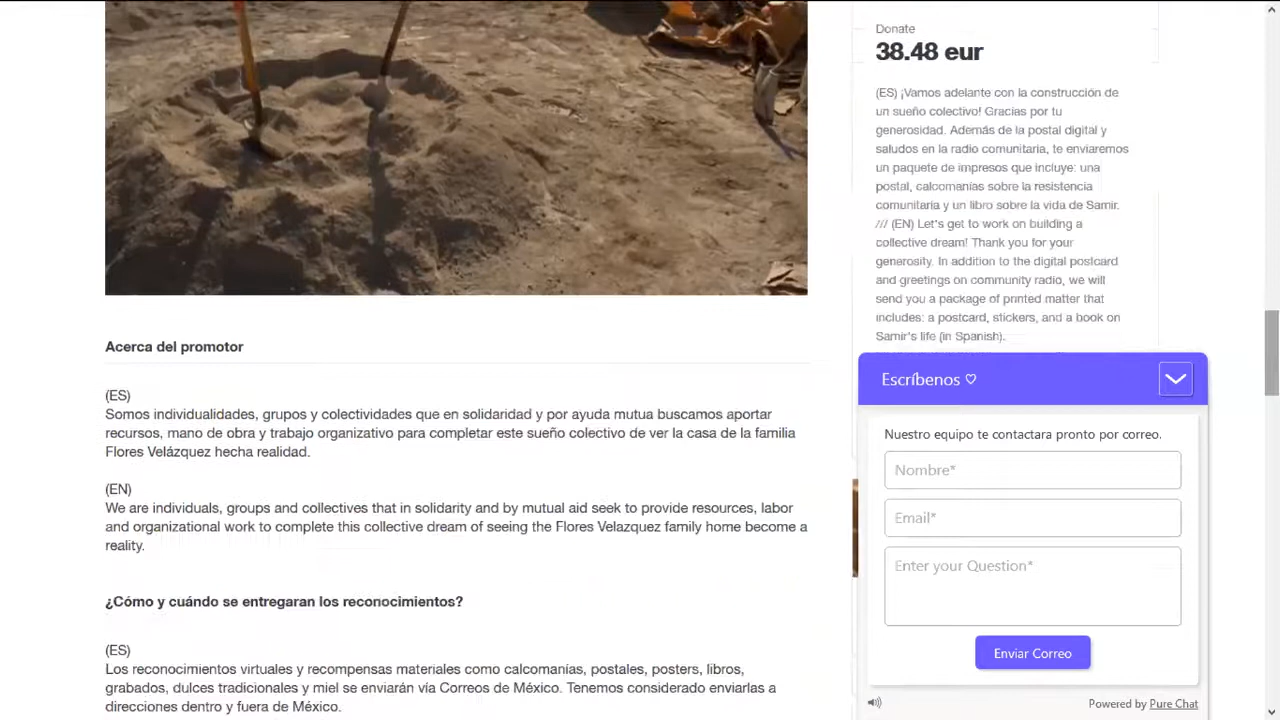 Donate
38.48 eur
(ES) ¡Vamos adelante con la construcción de
un sueño colectivo! Gracias por tu
generosidad. Además de la postal digital y
saludos en la radio comunitaria, te enviaremos
un paquete de impresos que incluye: una
postal, calcomanías sobre la resistencia
comunitaria y un libro sobre la vida de Samir.
/// (EN) Let's get to work on building a
collective dream! Thank you for your
generosity. In addition to the digital postcard
and greetings on community radio, we will
send you a package of printed matter that
includes: a postcard, stickers, and a book on
Samir's life (in Spanish).
Acerca del promotor
(ES)
Somos individualidades, grupos y colectividades que en solidaridad y por ayuda mutua buscamos aportar
recursos, mano de obra y trabajo organizativo para completar este sueño colectivo de ver la casa de la familia
Flores Velázquez hecha realidad.
(EN)
We are individuals, groups and collectives that in solidarity and by mutual aid seek to provide resources, labor
and organizational work to complete this collective dream of seeing the Flores Velazquez family home become a
reality.
¿Cómo y cuándo se entregaran los reconocimientos?
(ES)
Los reconocimientos virtuales y recompensas materiales como calcomanías, postales, posters, libros,
grabados, dulces tradicionales y miel se enviarán vía Correos de México. Tenemos considerado enviarlas a
direcciones dentro y fuera de México.
Escríbenos ♡
Nuestro equipo te contactara pronto por correo.
Nombre*
Email*
Enter your Question*
Enviar Correo
Powered by Pure Chat